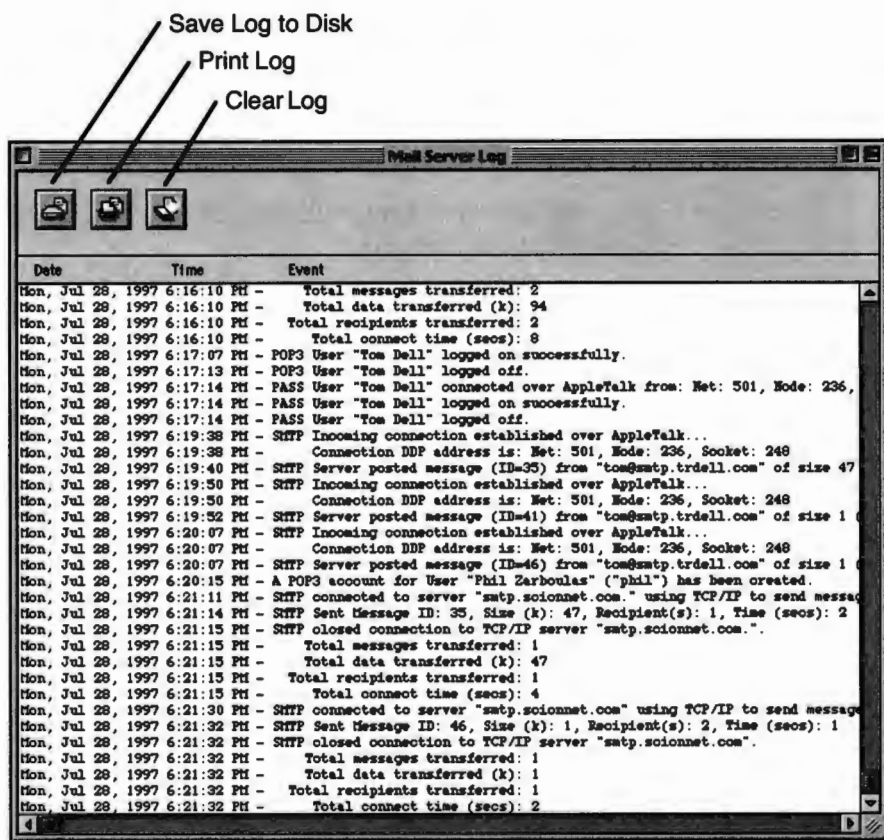 Save Log to Disk
Print Log
Clear Log
Mail Server Log
Date Time Event
Mon, Jul 28, 1997 6:16:10 PM - Total messages transferred: 2
Mon, Jul 28, 1997 6:16:10 PM - Total data transferred (k): 94
Mon, Jul 28, 1997 6:16:10 PM - Total recipients transferred: 2
Mon, Jul 28, 1997 6:16:10 PM - Total connect time (secs): 8
Mon, Jul 28, 1997 6:17:07 PM - POP3 User "Tom Dell" logged on successfully.
Mon, Jul 28, 1997 6:17:13 PM - POP3 User "Tom Dell" logged off.
Mon, Jul 28, 1997 6:17:14 PM - PASS User "Tom Dell" connected over AppleTalk from: Net: 501, Node: 236,
Mon, Jul 28, 1997 6:17:14 PM - PASS User "Tom Dell" logged on successfully.
Mon, Jul 28, 1997 6:17:14 PM - PASS User "Tom Dell" logged off.
Mon, Jul 28, 1997 6:19:38 PM - SMTP Incoming connection established over AppleTalk...
Mon, Jul 28, 1997 6:19:38 PM - Connection DDP address is: Net: 501, Node: 236, Socket: 248
Mon, Jul 28, 1997 6:19:40 PM - SMTP Server posted message (ID=35) from "tom@smtp.trdell.com" of size 47
Mon, Jul 28, 1997 6:19:50 PM - SMTP Incoming connection established over AppleTalk...
Mon, Jul 28, 1997 6:19:50 PM - Connection DDP address is: Net: 501, Node: 236, Socket: 248
Mon, Jul 28, 1997 6:19:52 PM - SMTP Server posted message (ID=41) from "tom@smtp.trdell.com" of size 1 (
Mon, Jul 28, 1997 6:20:07 PM - SMTP Incoming connection established over AppleTalk...
Mon, Jul 28, 1997 6:20:07 PM - Connection DDP address is: Net: 501, Node: 236, Socket: 248
Mon, Jul 28, 1997 6:20:07 PM - SMTP Server posted message (ID=46) from "tom@smtp.trdell.com" of size 1 (
Mon, Jul 28, 1997 6:20:15 PM - A POP3 account for User "Phil Zarboulas" ("phil") has been created.
Mon, Jul 28, 1997 6:21:11 PM - SMTP connected to server "smtp.scionnet.com." using TCP/IP to send messag
Mon, Jul 28, 1997 6:21:14 PM - SMTP Sent Message ID: 35, Size (k): 47, Recipient(s): 1, Time (secs): 2
Mon, Jul 28, 1997 6:21:15 PM - SMTP closed connection to TCP/IP server "smtp.scionnet.com.".
Mon, Jul 28, 1997 6:21:15 PM - Total messages transferred: 1
Mon, Jul 28, 1997 6:21:15 PM - Total data transferred (k): 47
Mon, Jul 28, 1997 6:21:15 PM - Total recipients transferred: 1
Mon, Jul 28, 1997 6:21:15 PM - Total connect time (secs): 4
Mon, Jul 28, 1997 6:21:30 PM - SMTP connected to server "smtp.scionnet.com" using TCP/IP to send message
Mon, Jul 28, 1997 6:21:32 PM - SMTP Sent Message ID: 46, Size (k): 1, Recipient(s): 2, Time (secs): 1
Mon, Jul 28, 1997 6:21:32 PM - SMTP closed connection to TCP/IP server "smtp.scionnet.com".
Mon, Jul 28, 1997 6:21:32 PM - Total messages transferred: 1
Mon, Jul 28, 1997 6:21:32 PM - Total data transferred (k): 1
Mon, Jul 28, 1997 6:21:32 PM - Total recipients transferred: 1
Mon, Jul 28, 1997 6:21:32 PM - Total connect time (secs): 2